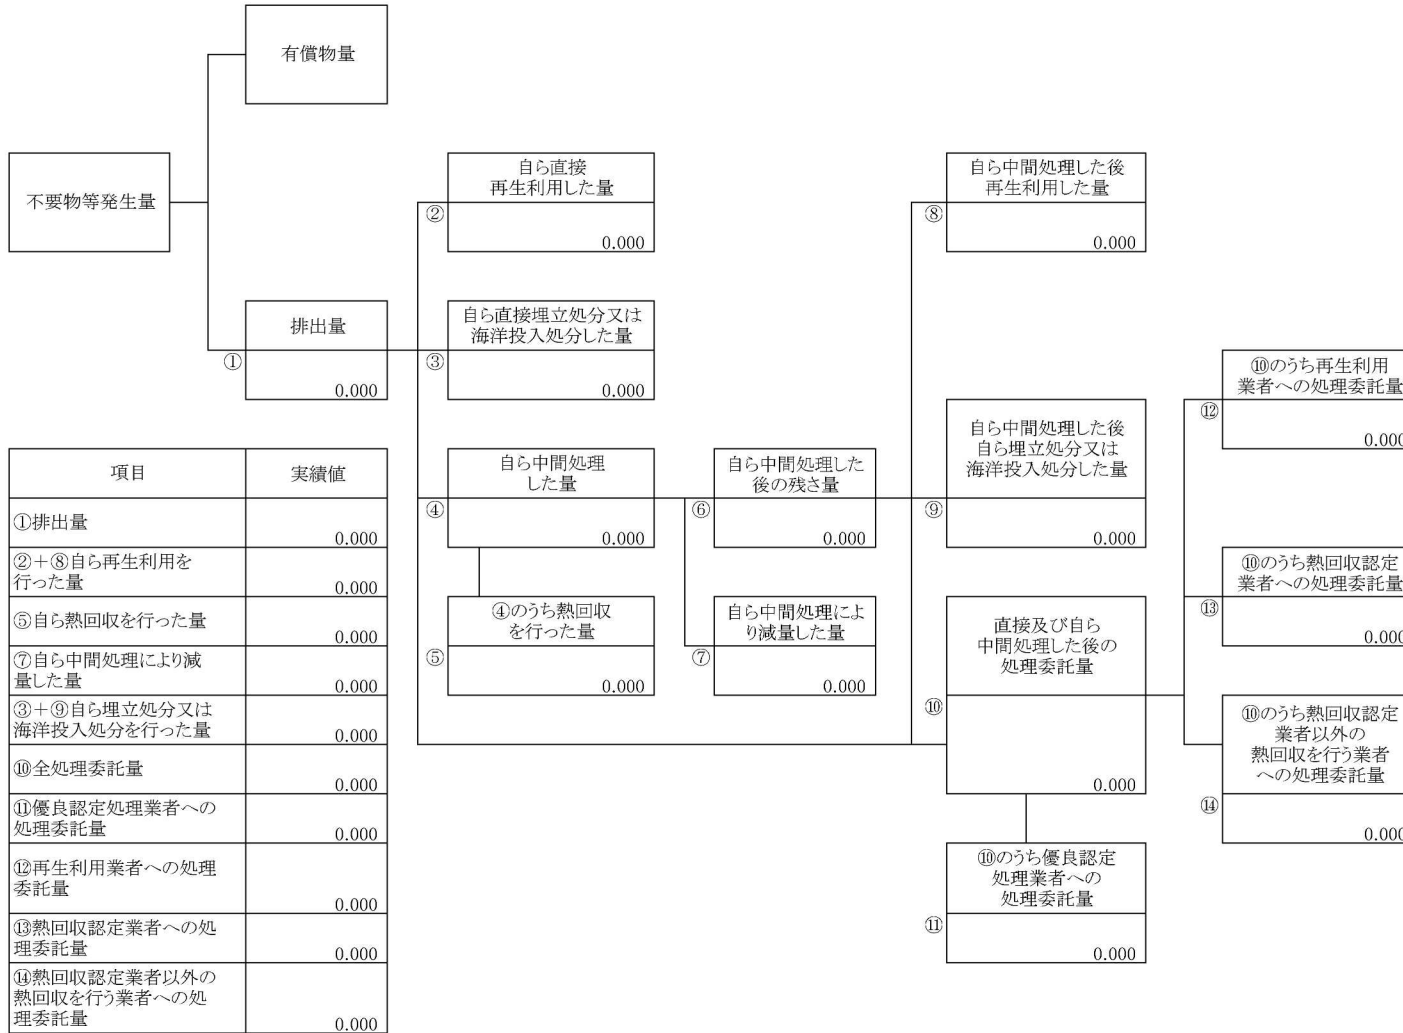 有償物量
不要物等発生量
自ら直接
再生利用した量
②
0.000
自ら中間処理した後
再生利用した量
⑧
0.000
排出量
①
0.000
自ら直接埋立処分又は
海洋投入処分した量
③
0.000
⑩のうち再生利用
業者への処理委託量
⑫
0.000
自ら中間処理
した量
④
0.000
自ら中間処理した
後の残さ量
⑥
0.000
自ら中間処理した後
自ら埋立処分又は
海洋投入処分した量
⑨
0.000
⑩のうち熱回収認定
業者への処理委託量
⑬
0.000
④のうち熱回収
を行った量
⑤
0.000
自ら中間処理によ
り減量した量
⑦
0.000
直接及び自ら
中間処理した後の
処理委託量
⑩
0.000
⑩のうち熱回収認定
業者以外の
熱回収を行う業者
への処理委託量
⑭
0.000
⑩のうち優良認定
処理業者への
処理委託量
⑪
0.000
項目 実績値
①排出量
0.000
②+⑧自ら再生利用を
行った量
0.000
⑤自ら熱回収を行った量
0.000
⑦自ら中間処理により減
量した量
0.000
③+⑨自ら埋立処分又は
海洋投入処分を行った量
0.000
⑩全処理委託量
0.000
⑪優良認定処理業者への
処理委託量
0.000
⑫再生利用業者への処理
委託量
0.000
⑬熱回収認定業者への処
理委託量
0.000
⑭熱回収認定業者以外の
熱回収を行う業者への処
理委託量
0.000